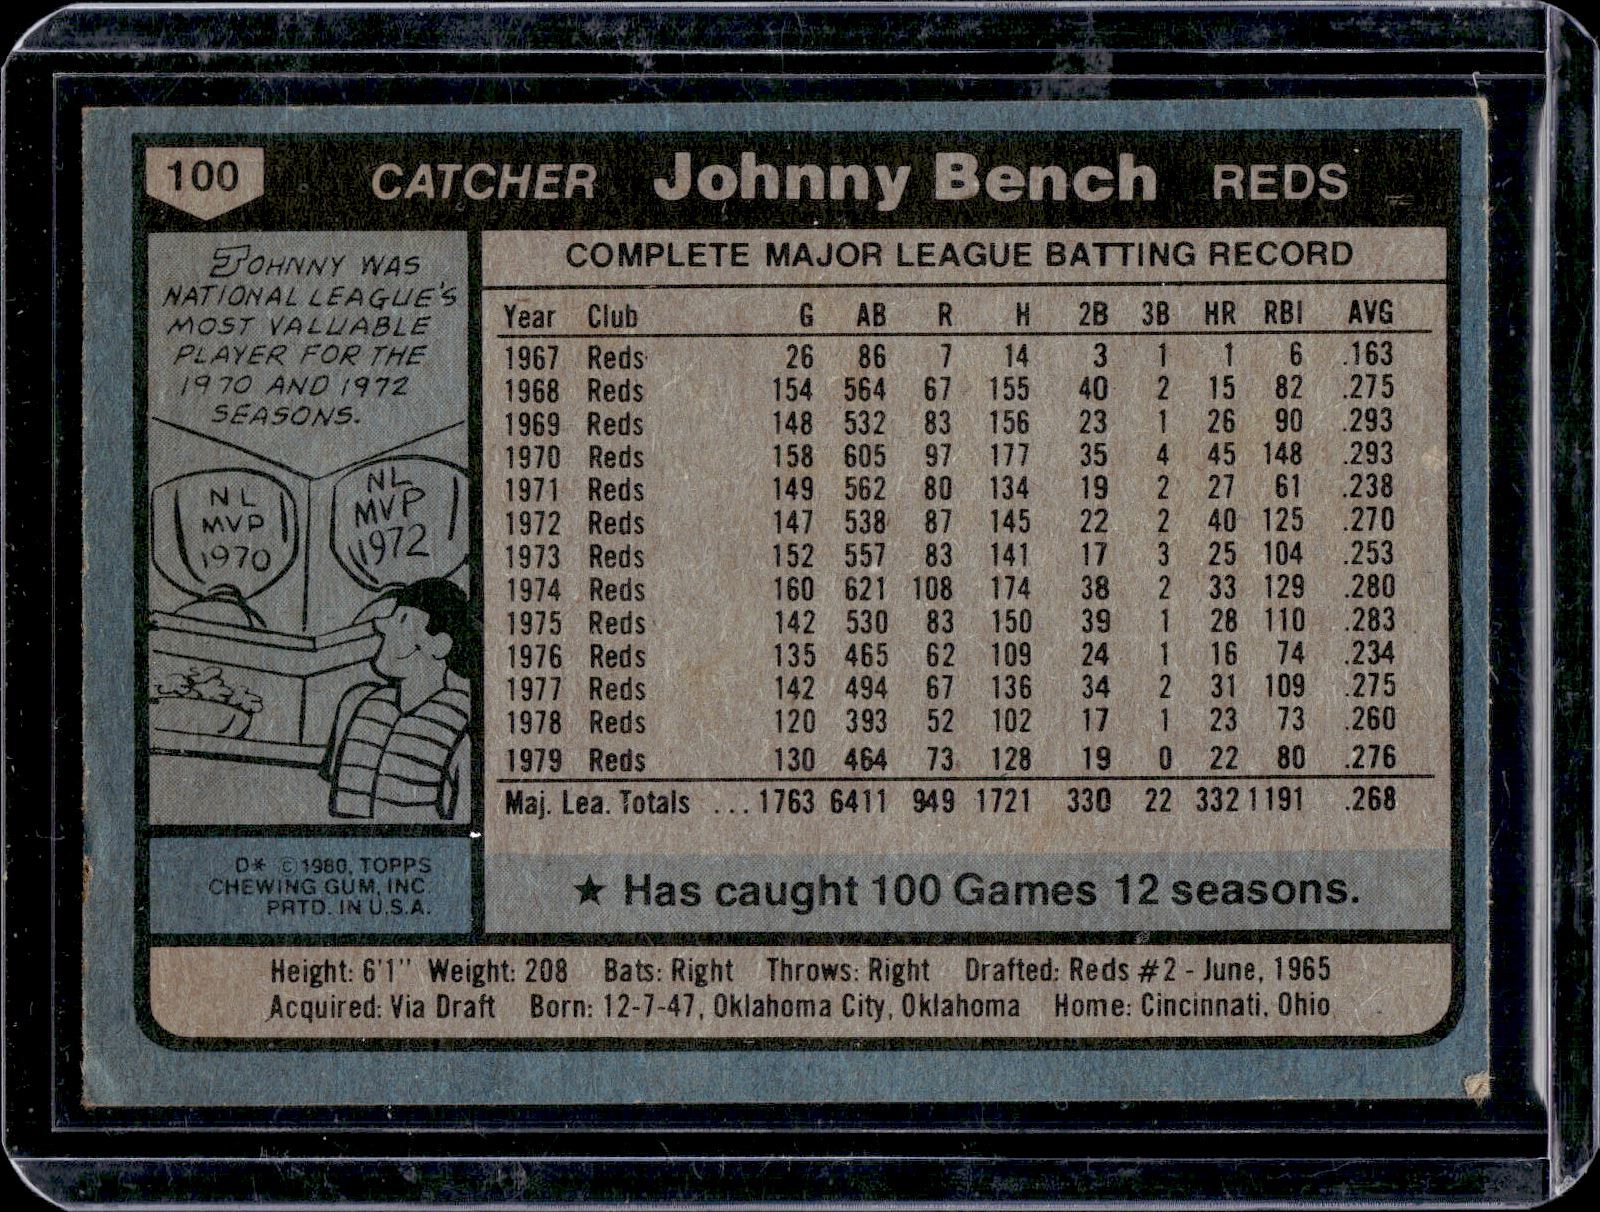 100 CATCHER Johnny Bench REDS
JOHNNY WAS
NATIONAL LEAGUE'S
MOST VALUABLE
PLAYER FOR THE
1970 AND 1972
SEASONS.
NL
MVP
1970
NL
MVP
1972
D* ©1980, TOPPS
CHEWING GUM, INC.
PRTD. IN U.S.A.
COMPLETE MAJOR LEAGUE BATTING RECORD
Year Club G AB R H 2B 3B HR RBI AVG
1967 Reds 26 86 7 14 3 1 1 6 .163
1968 Reds 154 564 67 155 40 2 15 82 .275
1969 Reds 148 532 83 156 23 1 26 90 .293
1970 Reds 158 605 97 177 35 4 45 148 .293
1971 Reds 149 562 80 134 19 2 27 61 .238
1972 Reds 147 538 87 145 22 2 40 125 .270
1973 Reds 152 557 83 141 17 3 25 104 .253
1974 Reds 160 621 108 174 38 2 33 129 .280
1975 Reds 142 530 83 150 39 1 28 110 .283
1976 Reds 135 465 62 109 24 1 16 74 .234
1977 Reds 142 494 67 136 34 2 31 109 .275
1978 Reds 120 393 52 102 17 1 23 73 .260
1979 Reds 130 464 73 128 19 0 22 80 .276
Maj. Lea. Totals ...1763 6411 949 1721 330 22 332 1191 .268
★ Has caught 100 Games 12 seasons.
Height: 6'1" Weight: 208 Bats: Right Throws: Right Drafted: Reds #2 - June, 1965
Acquired: Via Draft Born: 12-7-47, Oklahoma City, Oklahoma Home: Cincinnati, Ohio